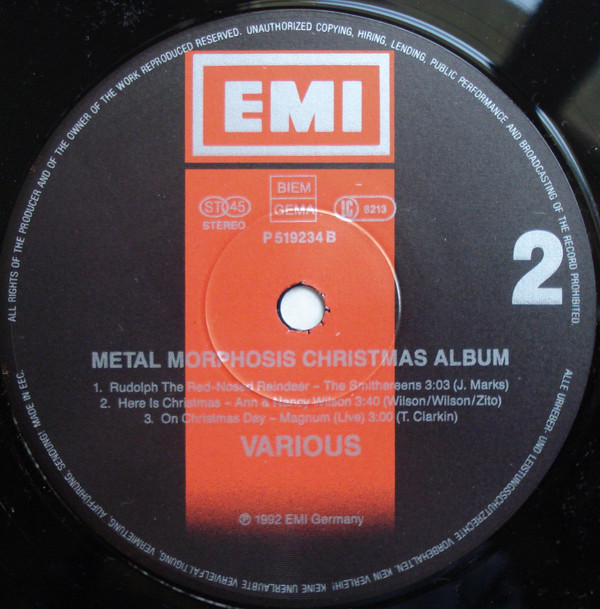 ALL RIGHTS OF THE PRODUCER AND OF THE OWNER OF THE WORK REPRODUCED RESERVED. UNAUTHORIZED COPYING, HIRING, LENDING, PUBLIC PERFORMANCE AND BROADCASTING OF THE RECORD PROHIBITED.
EMI
ST 45
STEREO
BIEM
GEMA
LC 6213
P 519234 B
2
METAL MORPHOSIS CHRISTMAS ALBUM
1. Rudolph The Red-Nosed Reindeer – The Smithereens 3:03 (J. Marks)
2. Here Is Christmas – Ann & Nancy Wilson 3:40 (Wilson/Wilson/Zito)
3. On Christmas Day – Magnum (Live) 3:00 (T. Clarkin)
VARIOUS
℗ 1992 EMI Germany
ALLE URHEBER- UND LEISTUNGSSCHUTZRECHTE VORBEHALTEN. KEIN VERLEIH! KEINE UNERLAUBTE VERVIELFÄLTIGUNG, VERMIETUNG, AUFFÜHRUNG, SENDUNG! MADE IN EEC.